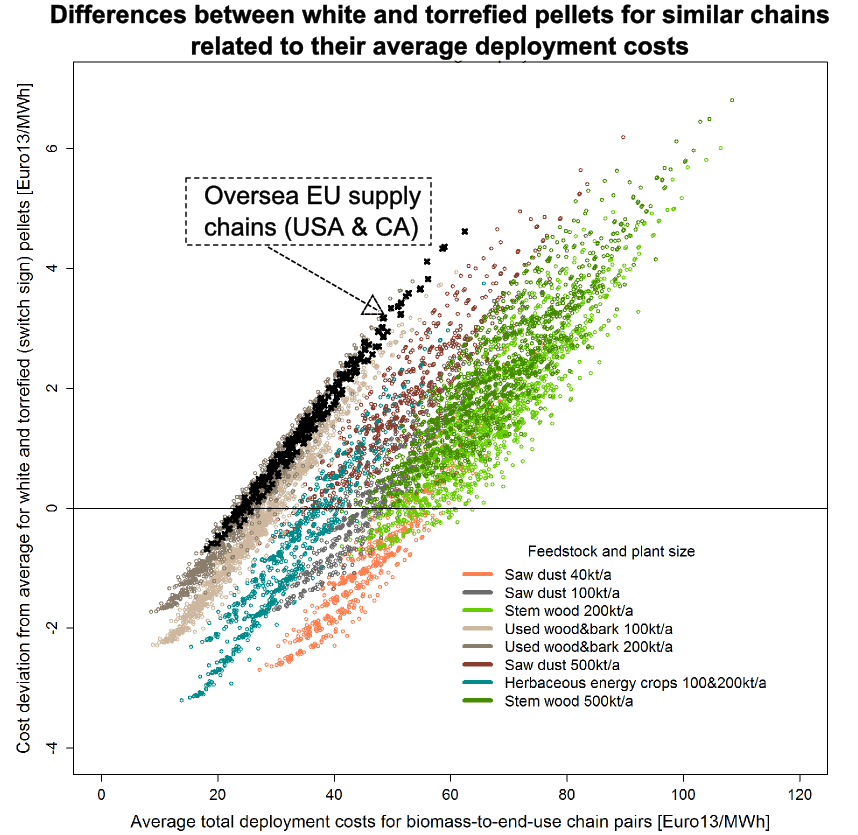 Differences between white and torrefied pellets for similar chains
related to their average deployment costs
Cost deviation from average for white and torrefied (switch sign) pellets [Euro13/MWh]
6
4
2
0
-2
-4
Oversea EU supply
chains (USA & CA)
Feedstock and plant size
Saw dust 40kt/a
Saw dust 100kt/a
Stem wood 200kt/a
Used wood&bark 100kt/a
Used wood&bark 200kt/a
Saw dust 500kt/a
Herbaceous energy crops 100&200kt/a
Stem wood 500kt/a
0 20 40 60 80 100 120
Average total deployment costs for biomass-to-end-use chain pairs [Euro13/MWh]